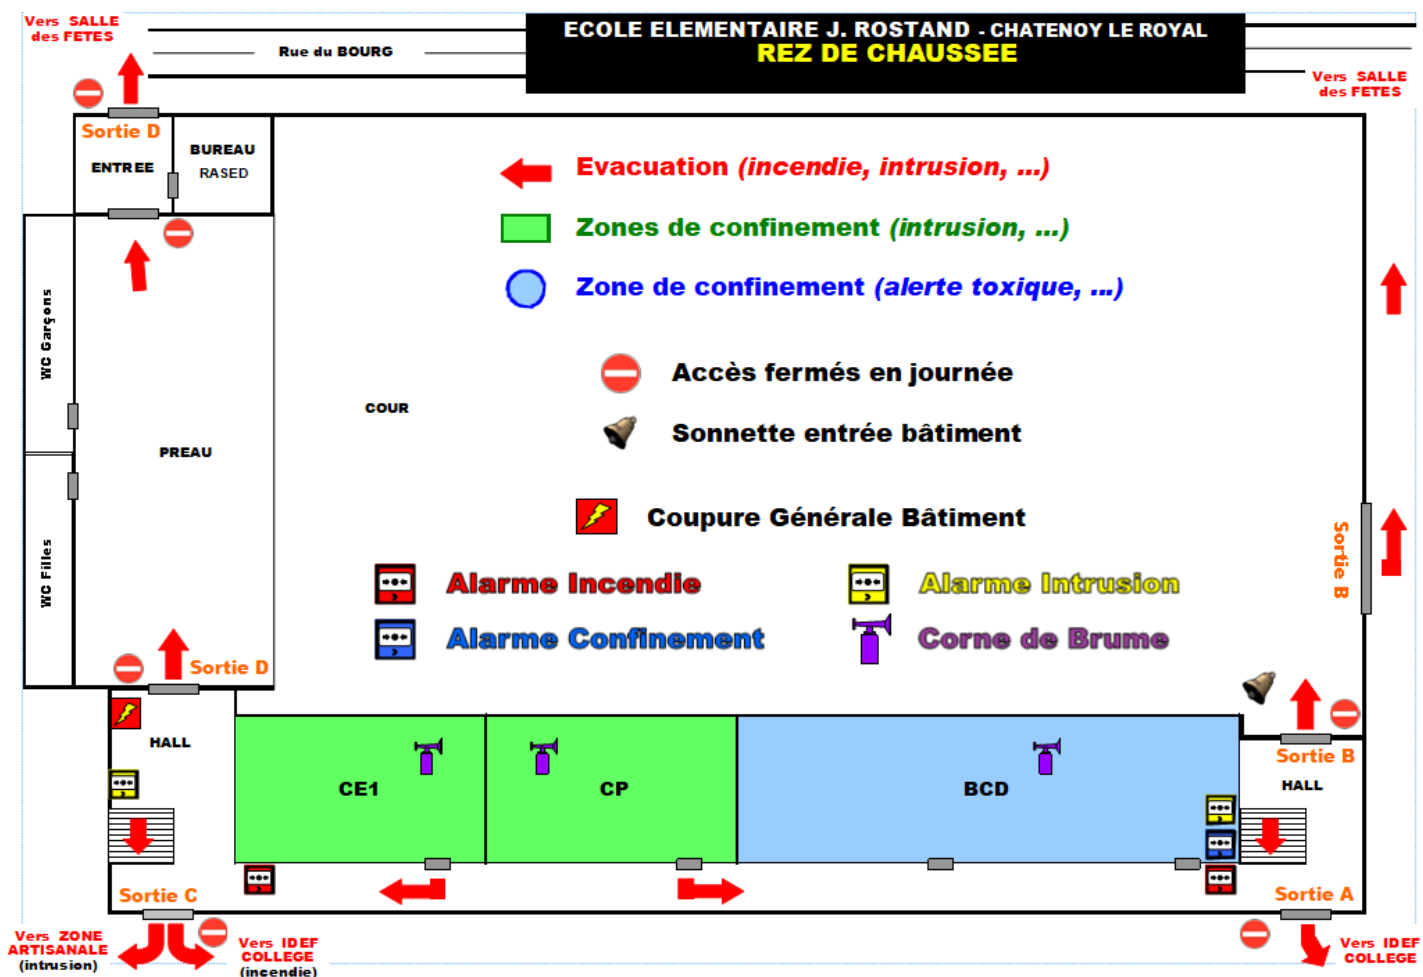 Vers SALLE
des FETES
Rue du BOURG
ECOLE ELEMENTAIRE J. ROSTAND - CHATENOY LE ROYAL
REZ DE CHAUSSEE
Vers SALLE
des FETES
Sortie D
ENTREE
BUREAU
RASED
Evacuation (incendie, intrusion, ...)
Zones de confinement (intrusion, ...)
Zone de confinement (alerte toxique, ...)
WC Garçons
Accès fermés en journée
COUR
Sonnette entrée bâtiment
PREAU
Coupure Générale Bâtiment
Sortie B
WC Filles
Alarme Incendie
Alarme Intrusion
Alarme Confinement
Corne de Brume
Sortie D
HALL
Sortie B
HALL
CE1
CP
BCD
Sortie C
Sortie A
Vers ZONE
ARTISANALE
(intrusion)
Vers IDEF
COLLEGE
(incendie)
Vers IDEF
COLLEGE